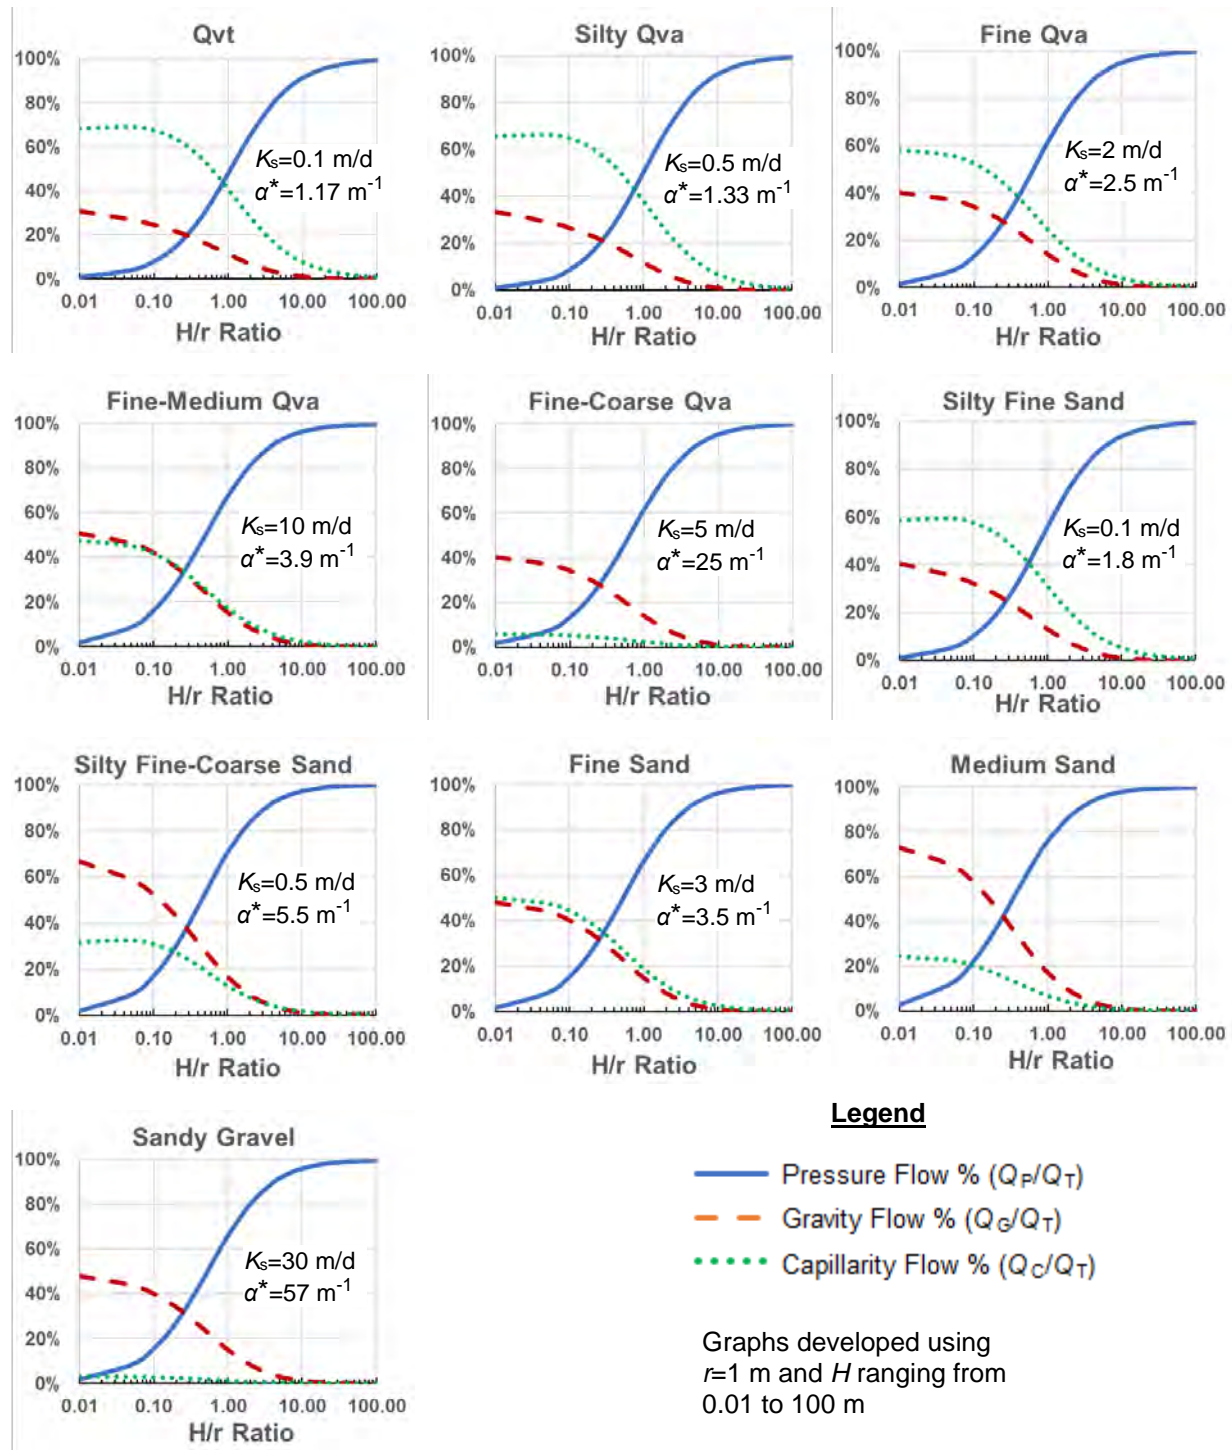 Qvt
100%
80%
60%
40%
20%
0%
Kₛ=0.1 m/d
α*=1.17 m⁻¹
0.01 0.10 1.00 10.00 100.00
H/r Ratio
Silty Qva
100%
80%
60%
40%
20%
0%
Kₛ=0.5 m/d
α*=1.33 m⁻¹
0.01 0.10 1.00 10.00 100.00
H/r Ratio
Fine Qva
100%
80%
60%
40%
20%
0%
Kₛ=2 m/d
α*=2.5 m⁻¹
0.01 0.10 1.00 10.00 100.00
H/r Ratio
Fine-Medium Qva
100%
80%
60%
40%
20%
0%
Kₛ=10 m/d
α*=3.9 m⁻¹
0.01 0.10 1.00 10.00 100.00
H/r Ratio
Fine-Coarse Qva
100%
80%
60%
40%
20%
0%
Kₛ=5 m/d
α*=25 m⁻¹
0.01 0.10 1.00 10.00 100.00
H/r Ratio
Silty Fine Sand
100%
80%
60%
40%
20%
0%
Kₛ=0.1 m/d
α*=1.8 m⁻¹
0.01 0.10 1.00 10.00 100.00
H/r Ratio
Silty Fine-Coarse Sand
100%
80%
60%
40%
20%
0%
Kₛ=0.5 m/d
α*=5.5 m⁻¹
0.01 0.10 1.00 10.00 100.00
H/r Ratio
Fine Sand
100%
80%
60%
40%
20%
0%
Kₛ=3 m/d
α*=3.5 m⁻¹
0.01 0.10 1.00 10.00 100.00
H/r Ratio
Medium Sand
100%
80%
60%
40%
20%
0%
0.01 0.10 1.00 10.00 100.00
H/r Ratio
Sandy Gravel
100%
80%
60%
40%
20%
0%
Kₛ=30 m/d
α*=57 m⁻¹
0.01 0.10 1.00 10.00 100.00
H/r Ratio
Legend
Pressure Flow % (Q_P/Q_T)
Gravity Flow % (Q_G/Q_T)
Capillarity Flow % (Q_C/Q_T)
Graphs developed using
r=1 m and H ranging from
0.01 to 100 m